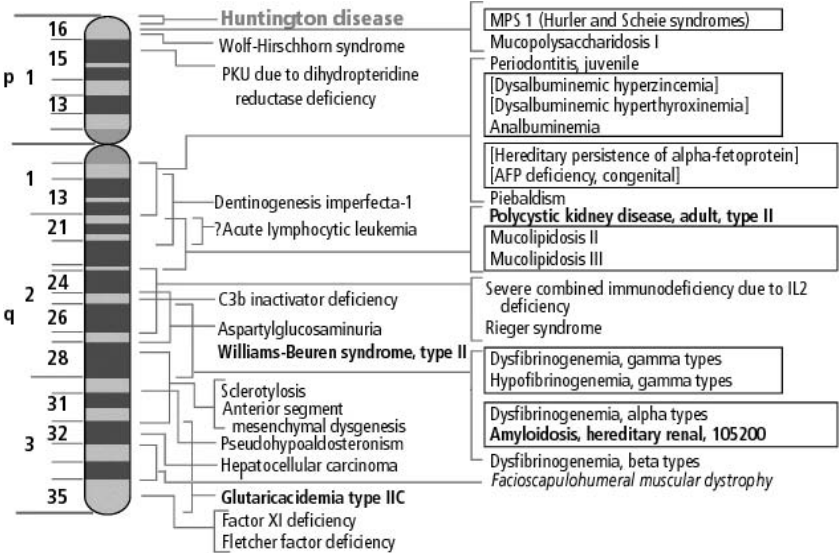 Huntington disease
Wolf-Hirschhorn syndrome
PKU due to dihydropteridine
reductase deficiency
Dentinogenesis imperfecta-1
?Acute lymphocytic leukemia
C3b inactivator deficiency
Aspartylglucosaminuria
Williams-Beuren syndrome, type II
Sclerotylosis
Anterior segment
mesenchymal dysgenesis
Pseudohypoaldosteronism
Hepatocellular carcinoma
Glutaricacidemia type IIC
Factor XI deficiency
Fletcher factor deficiency
MPS 1 (Hurler and Scheie syndromes)
Mucopolysaccharidosis I
Periodontitis, juvenile
[Dysalbuminemic hyperzincemia]
[Dysalbuminemic hyperthyroxinemia]
Analbuminemia
[Hereditary persistence of alpha-fetoprotein]
[AFP deficiency, congenital]
Piebaldism
Polycystic kidney disease, adult, type II
Mucolipidosis II
Mucolipidosis III
Severe combined immunodeficiency due to IL2
deficiency
Rieger syndrome
Dysfibrinogenemia, gamma types
Hypofibrinogenemia, gamma types
Dysfibrinogenemia, alpha types
Amyloidosis, hereditary renal, 105200
Dysfibrinogenemia, beta types
Facioscapulohumeral muscular dystrophy
p
1
16
15
13
q
1
13
21
2
24
26
28
31
3
32
35